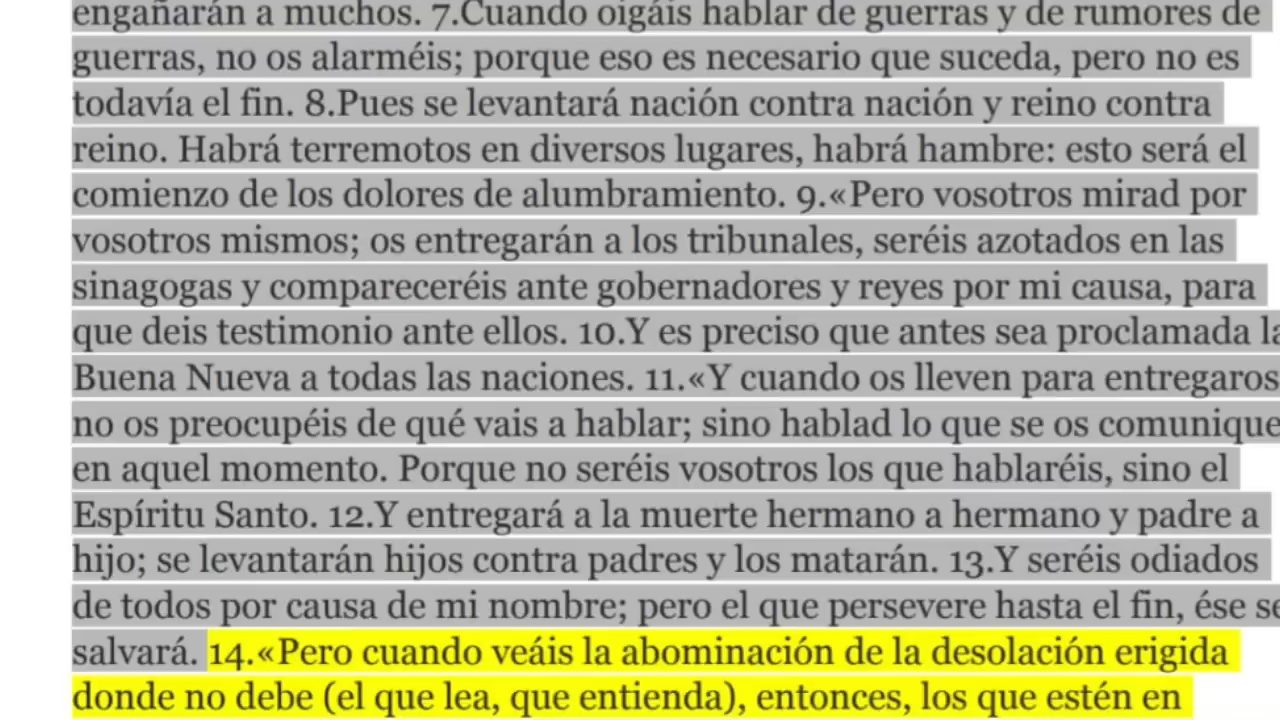 engañarán a muchos. 7.Cuando oigáis hablar de guerras y de rumores de
guerras, no os alarméis; porque eso es necesario que suceda, pero no es
todavía el fin. 8.Pues se levantará nación contra nación y reino contra
reino. Habrá terremotos en diversos lugares, habrá hambre: esto será el
comienzo de los dolores de alumbramiento. 9.«Pero vosotros mirad por
vosotros mismos; os entregarán a los tribunales, seréis azotados en las
sinagogas y compareceréis ante gobernadores y reyes por mi causa, para
que deis testimonio ante ellos. 10.Y es preciso que antes sea proclamada la
Buena Nueva a todas las naciones. 11.«Y cuando os lleven para entregaros
no os preocupéis de qué vais a hablar; sino hablad lo que se os comunique
en aquel momento. Porque no seréis vosotros los que hablaréis, sino el
Espíritu Santo. 12.Y entregará a la muerte hermano a hermano y padre a
hijo; se levantarán hijos contra padres y los matarán. 13.Y seréis odiados
de todos por causa de mi nombre; pero el que persevere hasta el fin, ése se
salvará. 14.«Pero cuando veáis la abominación de la desolación erigida
donde no debe (el que lea, que entienda), entonces, los que estén en